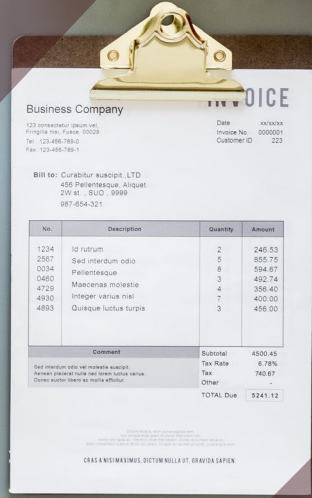 INVOICE
Business Company
123 consectetur ipsum vel,
Fringilla nisi, Fusce 00029
Tel: 123-456-789-0
Fax: 123-456-789-1
Date xx/xx/xx
Invoice No. 0000001
Customer ID 223
Bill to: Curabitur suscipit.,LTD
456 Pellentesque, Aliquet
2W st. , SUO , 9999
987-654-321
No. Description Quantity Amount
1234 Id rutrum 2 246.53
2567 Sed interdum odio 5 855.75
0034 Pellentesque 8 594.67
0460 Maecenas molestie 3 492.74
4729 Integer varius nisl 4 356.40
4930 Quisque luctus turpis 7 400.00
4893 3 456.00
Comment
Sed interdum odio vel molestie suscipit.
Aenean placerat nulla nec lorem luctus varius.
Donec auctor libero ac mollis efficitur.
Subtotal 4500.45
Tax Rate 6.78%
Tax 740.67
Other -
TOTAL Due 5241.12
CRAS A NISI MAXIMUS, DICTUM NULLA UT, GRAVIDA SAPIEN.